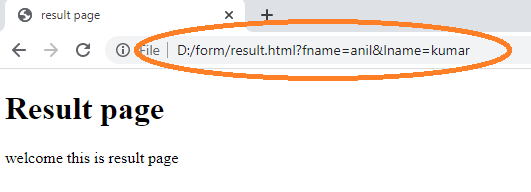 result page
File | D:/form/result.html?fname=anil&lname=kumar
Result page
welcome this is result page